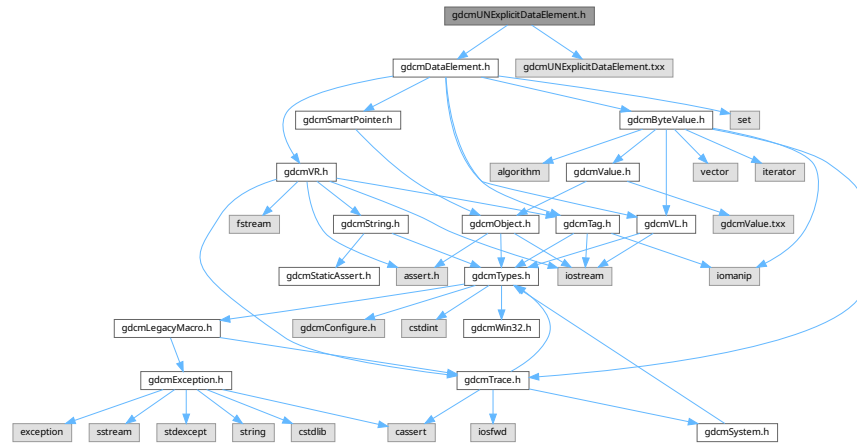 gdcmUNExplicitDataElement.h
gdcmDataElement.h
gdcmUNExplicitDataElement.txx
gdcmSmartPointer.h
gdcmByteValue.h
set
gdcmVR.h
algorithm
gdcmValue.h
vector
iterator
fstream
gdcmString.h
gdcmObject.h
gdcmTag.h
gdcmVL.h
gdcmValue.txx
gdcmStaticAssert.h
assert.h
gdcmTypes.h
iostream
iomanip
gdcmLegacyMacro.h
gdcmConfigure.h
cstdint
gdcmWin32.h
gdcmException.h
gdcmTrace.h
exception
sstream
stdexcept
string
cstdlib
cassert
iosfwd
gdcmSystem.h